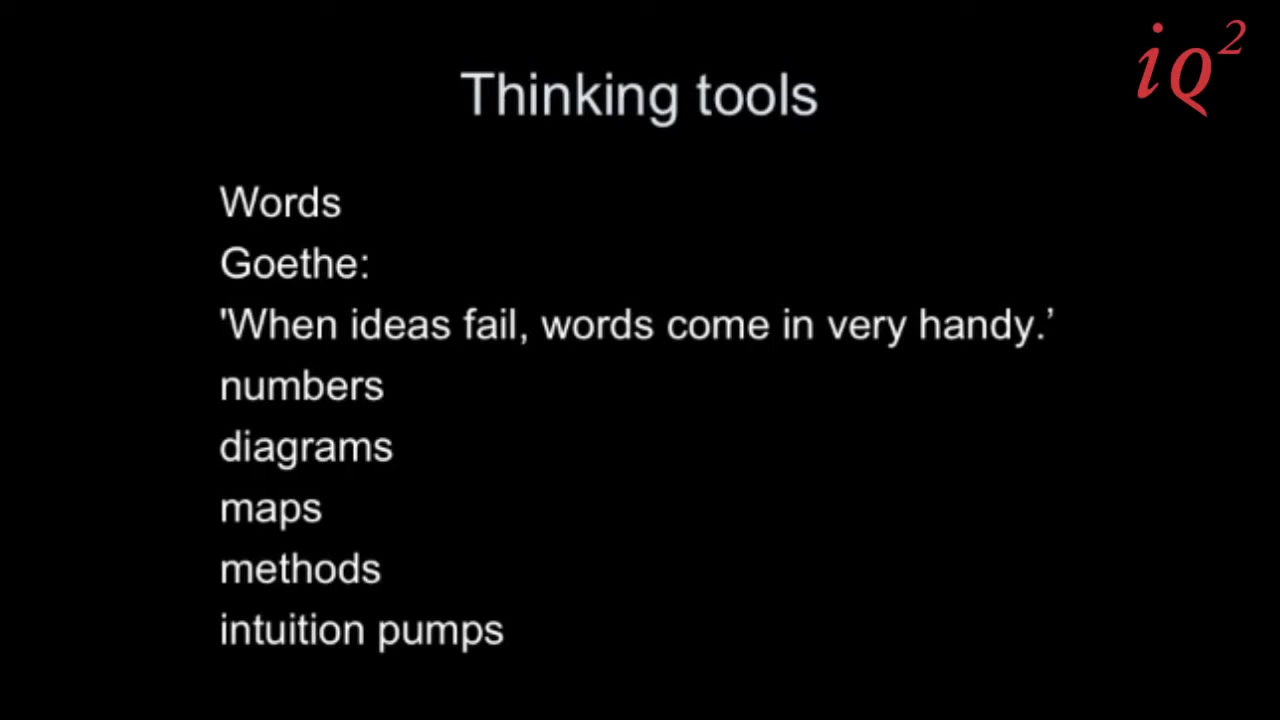 iq²
Thinking tools
Words
Goethe:
'When ideas fail, words come in very handy.’
numbers
diagrams
maps
methods
intuition pumps